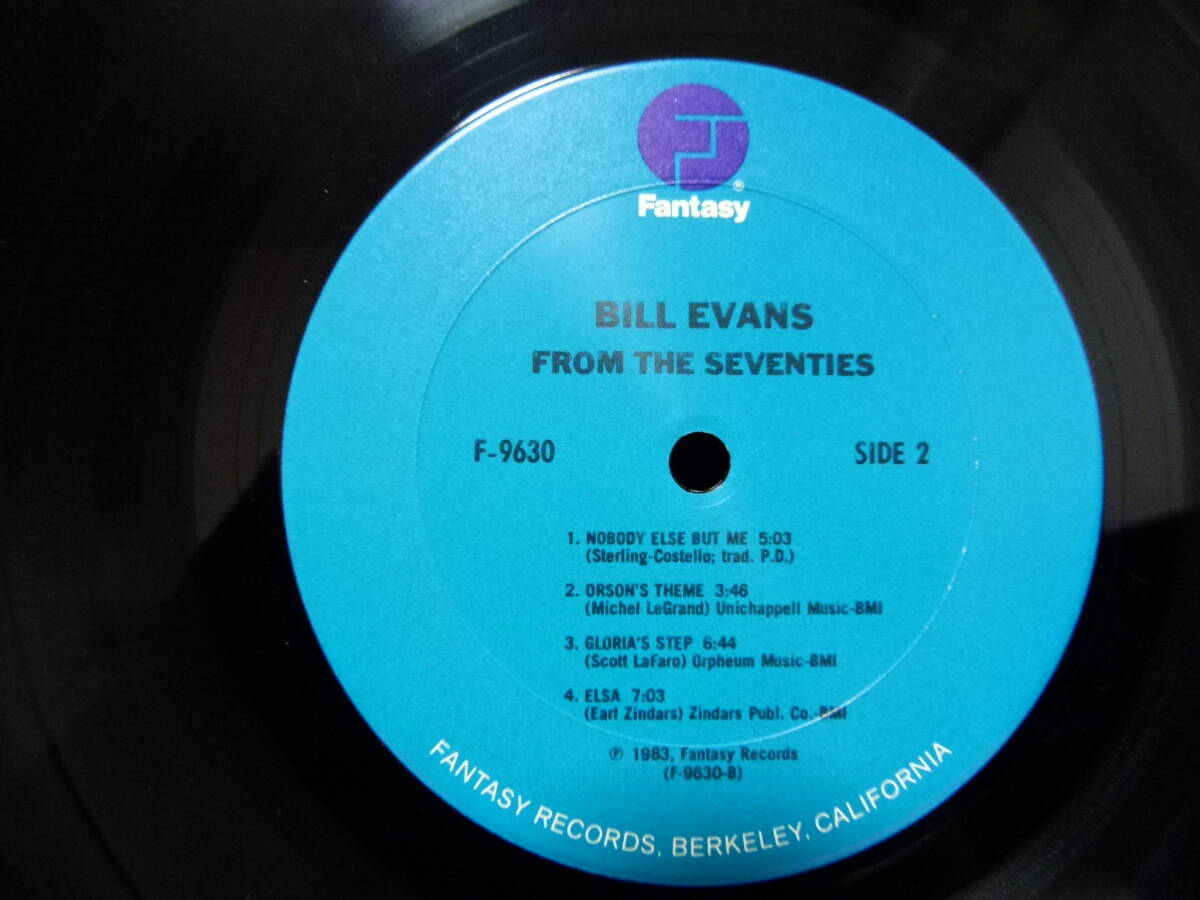 Fantasy®
BILL EVANS
FROM THE SEVENTIES
F-9630 SIDE 2
1. NOBODY ELSE BUT ME 5:03
(Sterling-Costello; trad. P.D.)
2. ORSON'S THEME 3:46
(Michel LeGrand) Unichappell Music-BMI
3. GLORIA'S STEP 6:44
(Scott LaFaro) Orpheum Music-BMI
4. ELSA 7:03
(Earl Zindars) Zindars Publ. Co.-BMI
℗ 1983, Fantasy Records
(F-9630-B)
FANTASY RECORDS, BERKELEY, CALIFORNIA